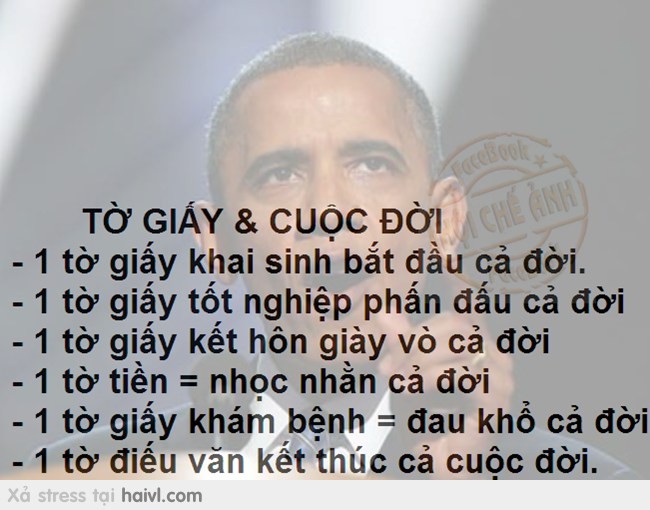 TỜ GIẤY & CUỘC ĐỜI
- 1 tờ giấy khai sinh bắt đầu cả đời.
- 1 tờ giấy tốt nghiệp phấn đấu cả đời
- 1 tờ giấy kết hôn giày vò cả đời
- 1 tờ tiền = nhọc nhằn cả đời
- 1 tờ giấy khám bệnh = đau khổ cả đời
- 1 tờ điếu văn kết thúc cả cuộc đời.
FaceBook
CHẾ ẢNH
Xả stress tại haivl.com